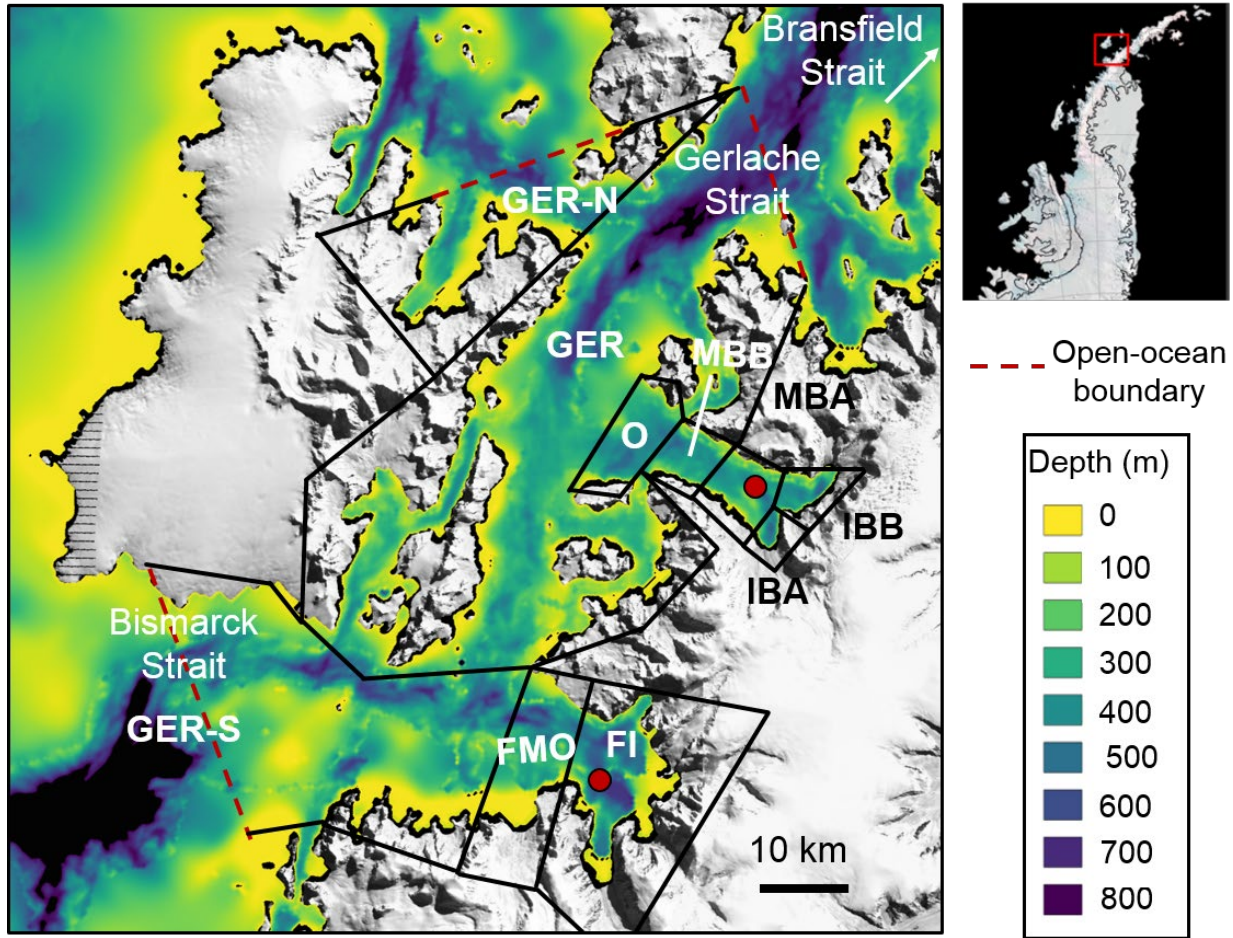 Bransfield
Strait
Gerlache
Strait
GER-N
GER
MBB
MBA
O
IBB
IBA
Bismarck
Strait
GER-S
FMO
FI
10 km
Open-ocean
boundary
Depth (m)
0
100
200
300
400
500
600
700
800